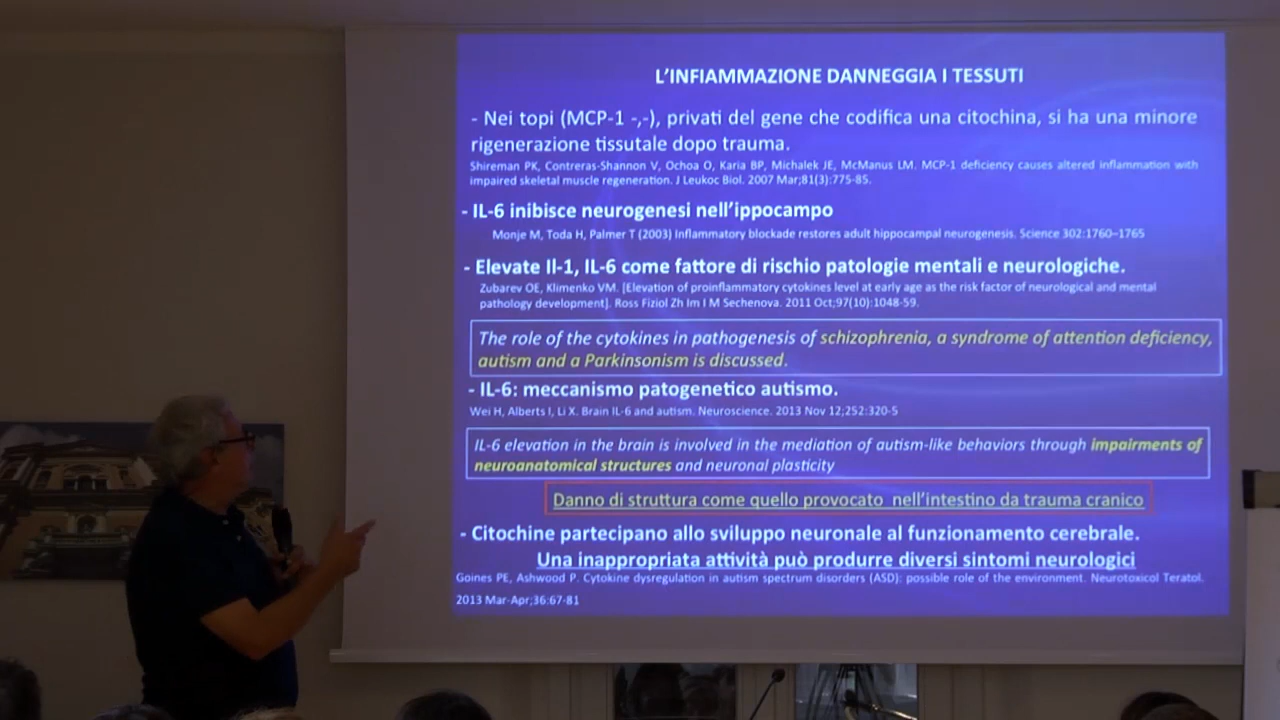 L'INFIAMMAZIONE DANNEGGIA I TESSUTI
- Nei topi (MCP-1 -,-), privati del gene che codifica una citochina, si ha una minore
rigenerazione tissutale dopo trauma.
Shireman PK, Contreras-Shannon V, Ochoa O, Karia BP, Michalek JE, McManus LM. MCP-1 deficiency causes altered inflammation with
impaired skeletal muscle regeneration. J Leukoc Biol. 2007 Mar;81(3):775-85.
- IL-6 inibisce neurogenesi nell'ippocampo
Monje M, Toda H, Palmer T (2003) Inflammatory blockade restores adult hippocampal neurogenesis. Science 302:1760–1765
- Elevate Il-1, IL-6 come fattore di rischio patologie mentali e neurologiche.
Zubarev OE, Klimenko VM. [Elevation of proinflammatory cytokines level at early age as the risk factor of neurological and mental
pathology development]. Ross Fiziol Zh Im I M Sechenova. 2011 Oct;97(10):1048-59.
The role of the cytokines in pathogenesis of schizophrenia, a syndrome of attention deficiency,
autism and a Parkinsonism is discussed.
- IL-6: meccanismo patogenetico autismo.
Wei H, Alberts I, Li X. Brain IL-6 and autism. Neuroscience. 2013 Nov 12;252:320-5
IL-6 elevation in the brain is involved in the mediation of autism-like behaviors through impairments of
neuroanatomical structures and neuronal plasticity
Danno di struttura come quello provocato nell'intestino da trauma cranico
- Citochine partecipano allo sviluppo neuronale al funzionamento cerebrale.
Una inappropriata attività può produrre diversi sintomi neurologici
Goines PE, Ashwood P. Cytokine dysregulation in autism spectrum disorders (ASD): possible role of the environment. Neurotoxicol Teratol.
2013 Mar-Apr;36:67-81